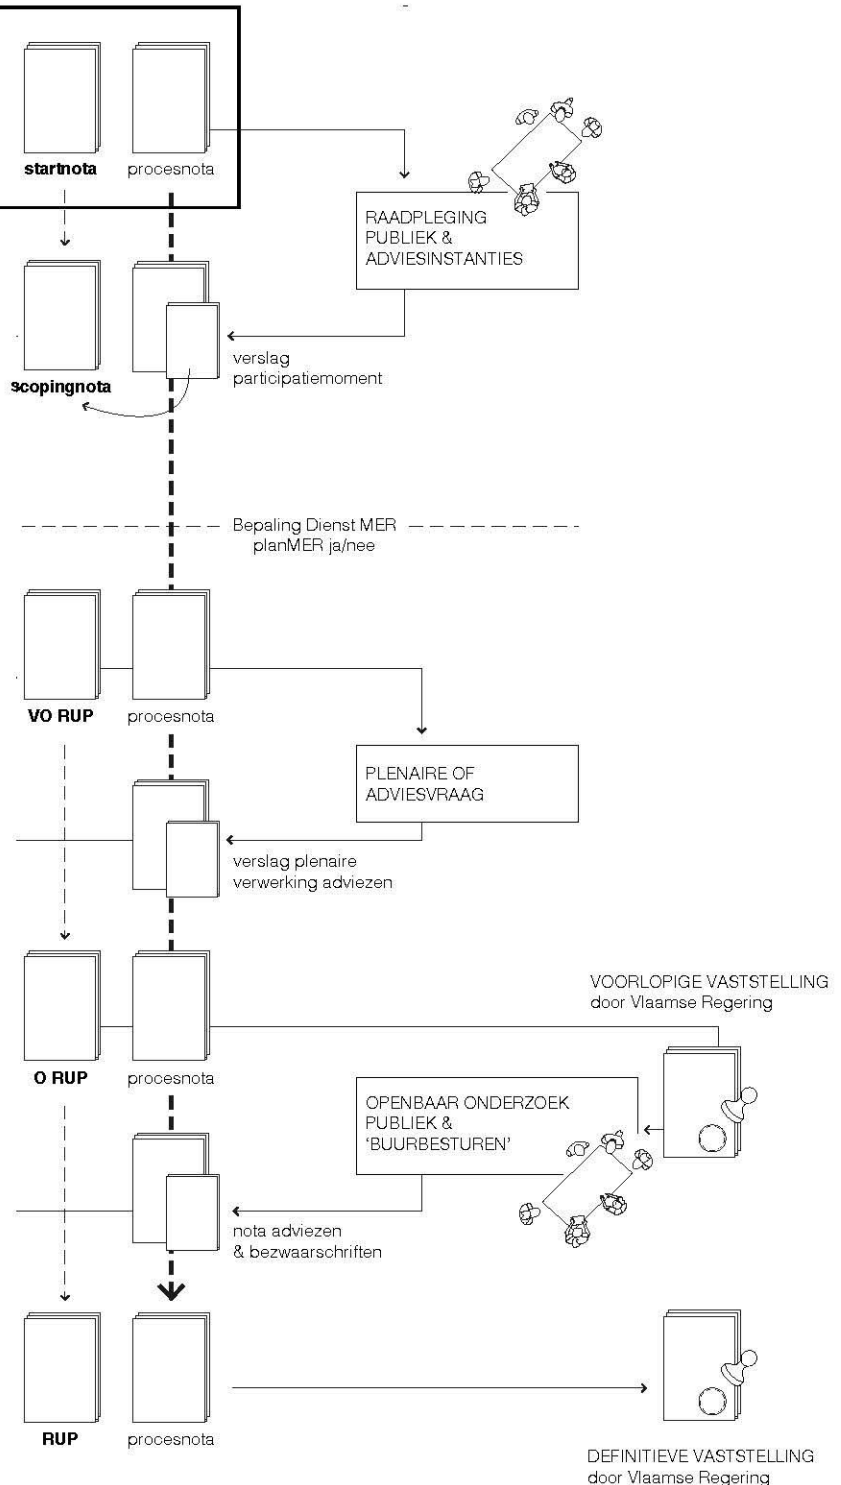 startnota
procesnota
RAADPLEGING
PUBLIEK &
ADVIESINSTANTIES
scopingnota
verslag
participatiemoment
Bepaling Dienst MER
planMER ja/nee
VO RUP
procesnota
PLENAIRE OF
ADVIESVRAAG
verslag plenaire
verwerking adviezen
VOORLOPIGE VASTSTELLING
door Vlaamse Regering
O RUP
procesnota
OPENBAAR ONDERZOEK
PUBLIEK &
‘BUURBESTUREN’
nota adviezen
& bezwaarschriften
RUP
procesnota
DEFINITIEVE VASTSTELLING
door Vlaamse Regering